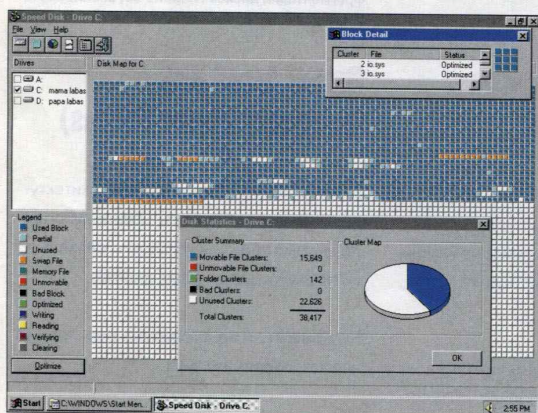 Speed Disk - Drive C:
File View Help
Drives
Disk Map for C:
A:
C: mama labas
D: papa labas
Block Detail
Cluster File Status
2 io.sys Optimized
3 io.sys Optimized
Legend
Used Block
Partial
Unused
Swap File
Memory File
Unmovable
Bad Block
Optimized
Writing
Reading
Verifying
Clearing
Optimize
Disk Statistics - Drive C:
Cluster Summary
Movable File Clusters: 15,649
Unmovable File Clusters: 0
Folder Clusters: 142
Bad Clusters: 0
Unused Clusters: 22,626
Total Clusters: 38,417
Cluster Map
OK
Start
C:\WINDOWS\Start Men..
Speed Disk - Drive C:
2:55 PM